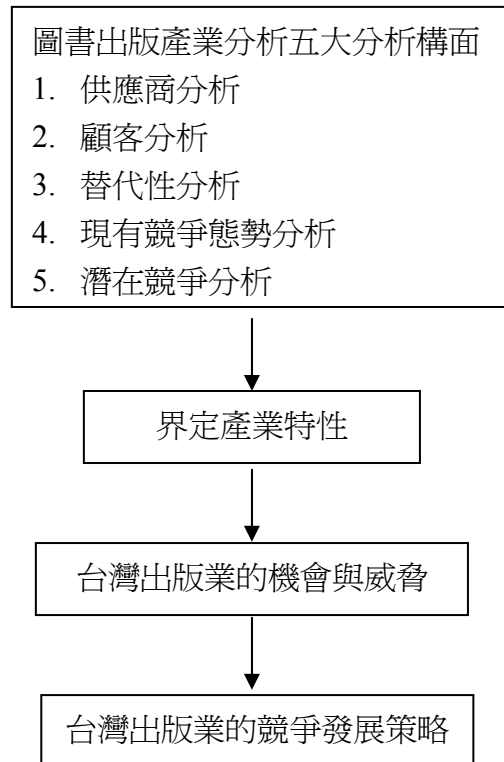 圖書出版產業分析五大分析構面
1. 供應商分析
2. 顧客分析
3. 替代性分析
4. 現有競爭態勢分析
5. 潛在競爭分析
界定產業特性
台灣出版業的機會與威脅
台灣出版業的競爭發展策略